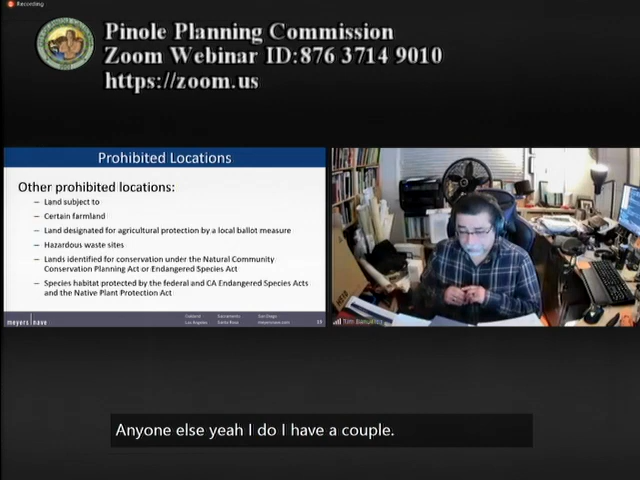 Recording
Pinole Planning Commission
Zoom Webinar ID:876 3714 9010
https://zoom.us
Prohibited Locations
Other prohibited locations:
– Land subject to
– Certain farmland
– Land designated for agricultural protection by a local ballot measure
– Hazardous waste sites
– Lands identified for conservation under the Natural Community
Conservation Planning Act or Endangered Species Act
– Species habitat protected by the federal and CA Endangered Species Acts
and the Native Plant Protection Act
meyers | nave
Oakland Sacramento San Diego
Los Angeles Santa Rosa meyersnave.com
Tim
Anyone else yeah I do I have a couple.